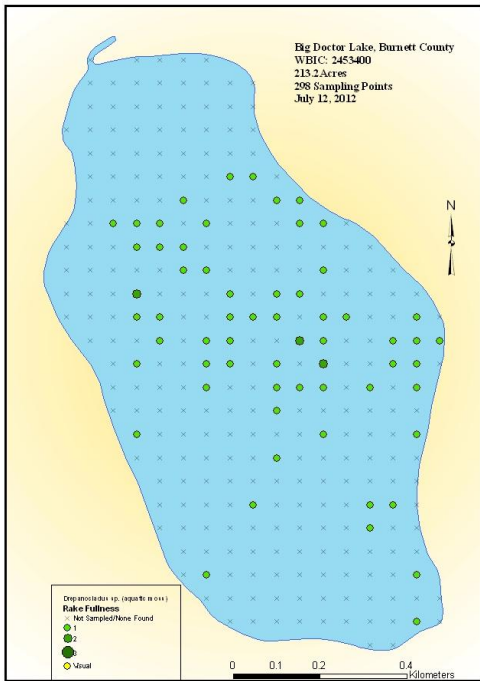 Big Doctor Lake, Burnett County
WBIC: 2453400
213.2 Acres
298 Sampling Points
July 12, 2012
N
Drepanocladus sp. (aquatic moss)
Rake Fullness
Not Sampled/None Found
1
2
3
Visual
0 0.1 0.2 0.4
Kilometers